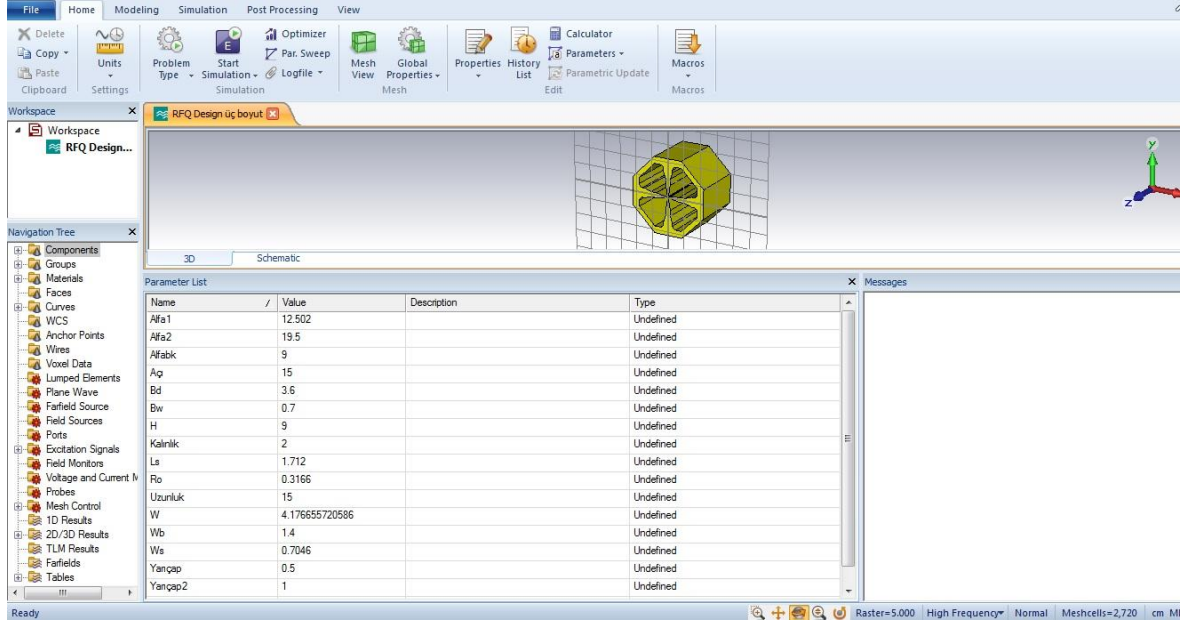 File Home Modeling Simulation Post Processing View
Delete
Copy
Paste
Clipboard
Units
Settings
Problem Type
Start Simulation
Optimizer
Par. Sweep
Logfile
Simulation
Mesh View
Global Properties
Mesh
Properties
History List
Calculator
Parameters
Parametric Update
Edit
Macros
Macros
Workspace
Workspace
RFQ Design...
RFQ Design üç boyut
y
z
3D Schematic
Navigation Tree
Components
Groups
Materials
Faces
Curves
WCS
Anchor Points
Wires
Voxel Data
Lumped Elements
Plane Wave
Farfield Source
Field Sources
Ports
Excitation Signals
Field Monitors
Voltage and Current M
Probes
Mesh Control
1D Results
2D/3D Results
TLM Results
Farfields
Tables
Parameter List
Name / Value Description Type
Alfa1 12.502 Undefined
Alfa2 19.5 Undefined
Alfabk 9 Undefined
Açı 15 Undefined
Bd 3.6 Undefined
Bw 0.7 Undefined
H 9 Undefined
Kalınlık 2 Undefined
Ls 1.712 Undefined
Ro 0.3166 Undefined
Uzunluk 15 Undefined
W 4.176655720586 Undefined
Wb 1.4 Undefined
Ws 0.7046 Undefined
Yarıçap 0.5 Undefined
Yarıçap2 1 Undefined
Messages
Ready
Raster=5.000 High Frequency Normal Meshcells=2,720 cm